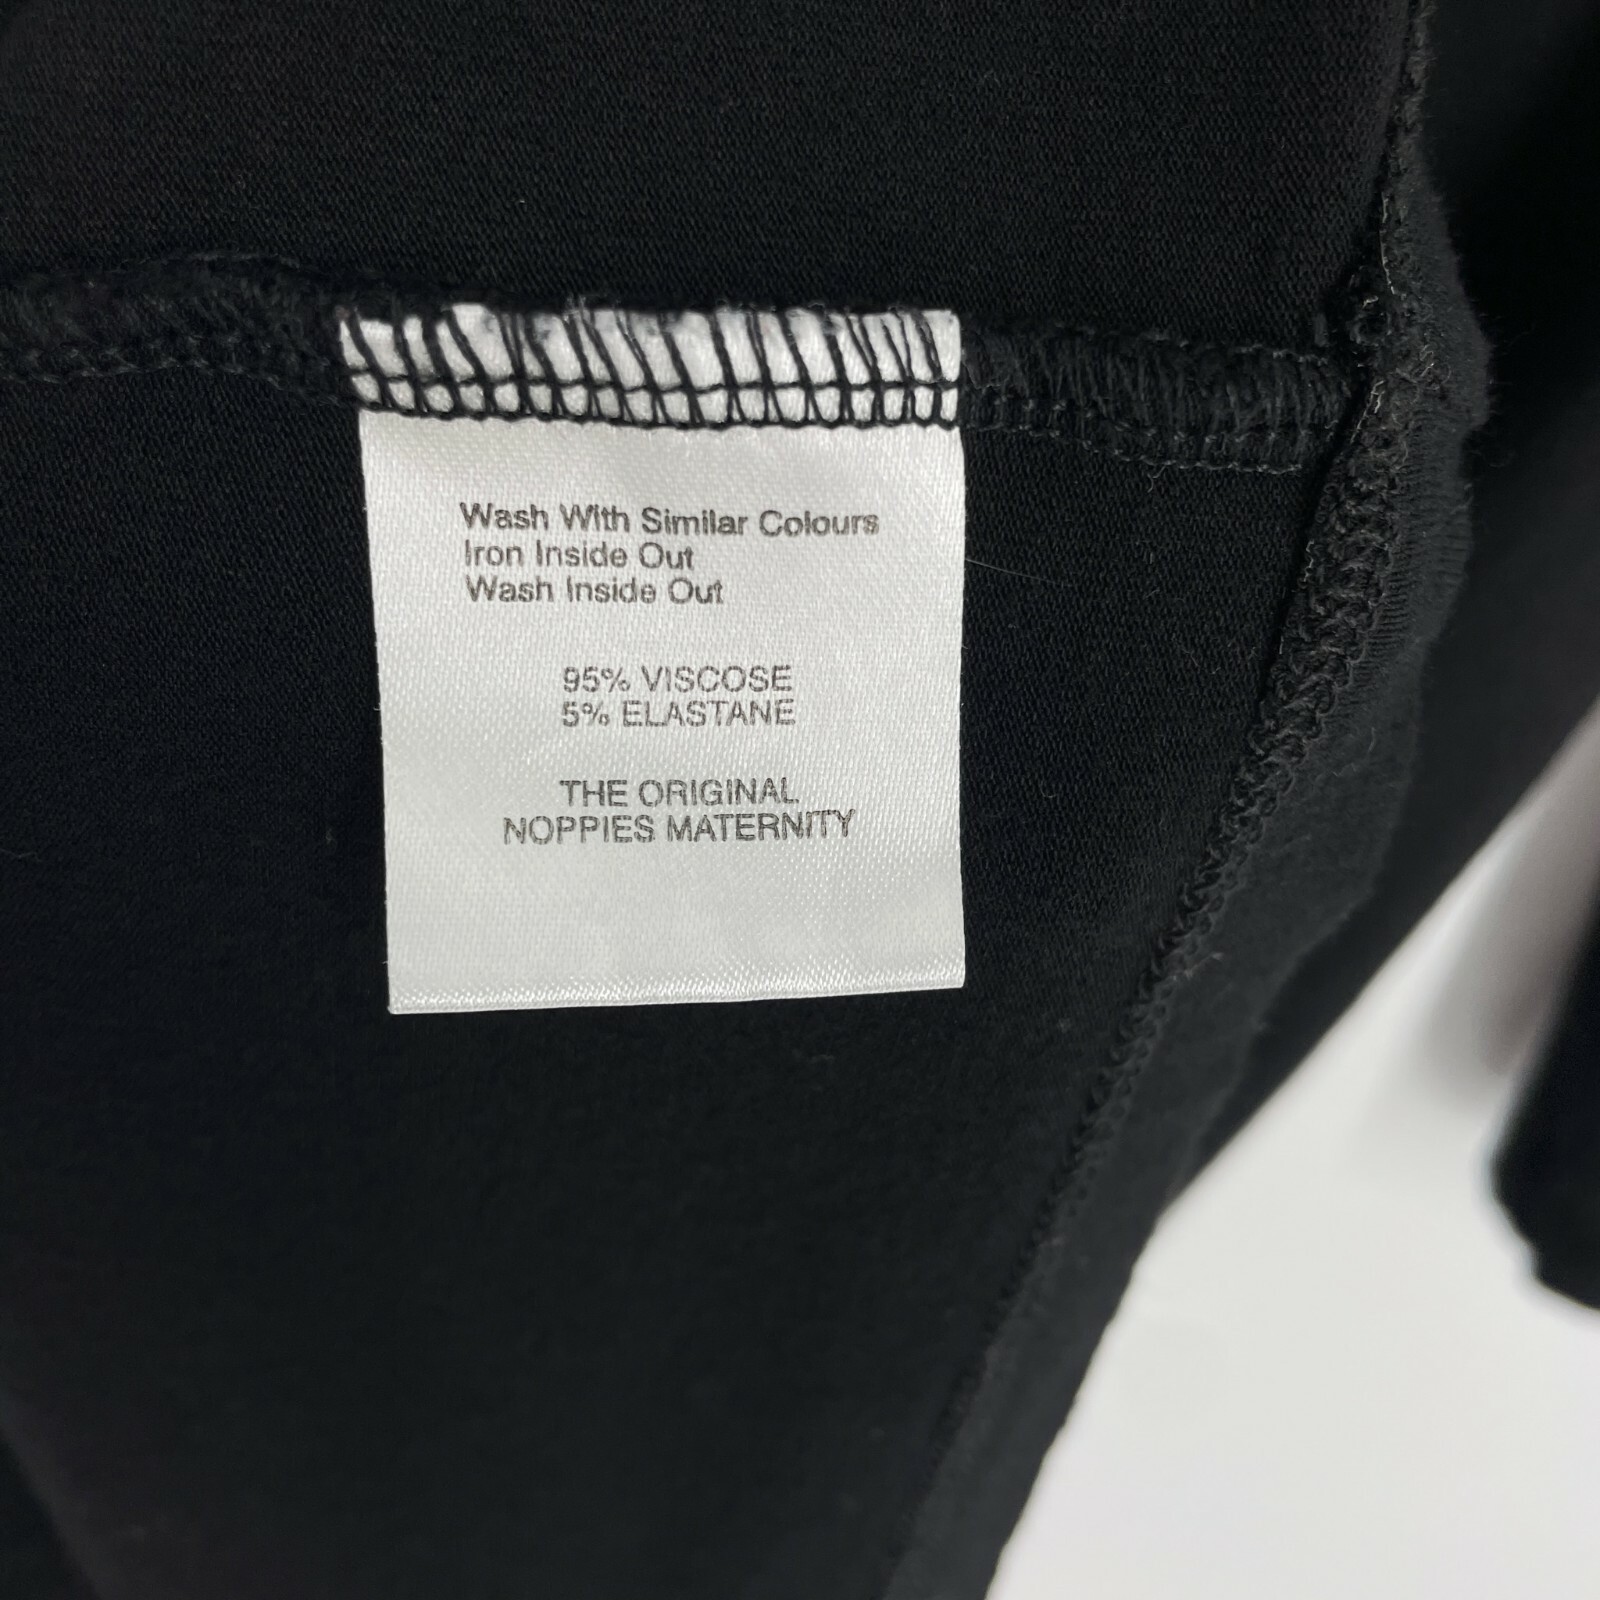 Wash With Similar Colours
Iron Inside Out
Wash Inside Out
95% VISCOSE
5% ELASTANE
THE ORIGINAL
NOPPIES MATERNITY